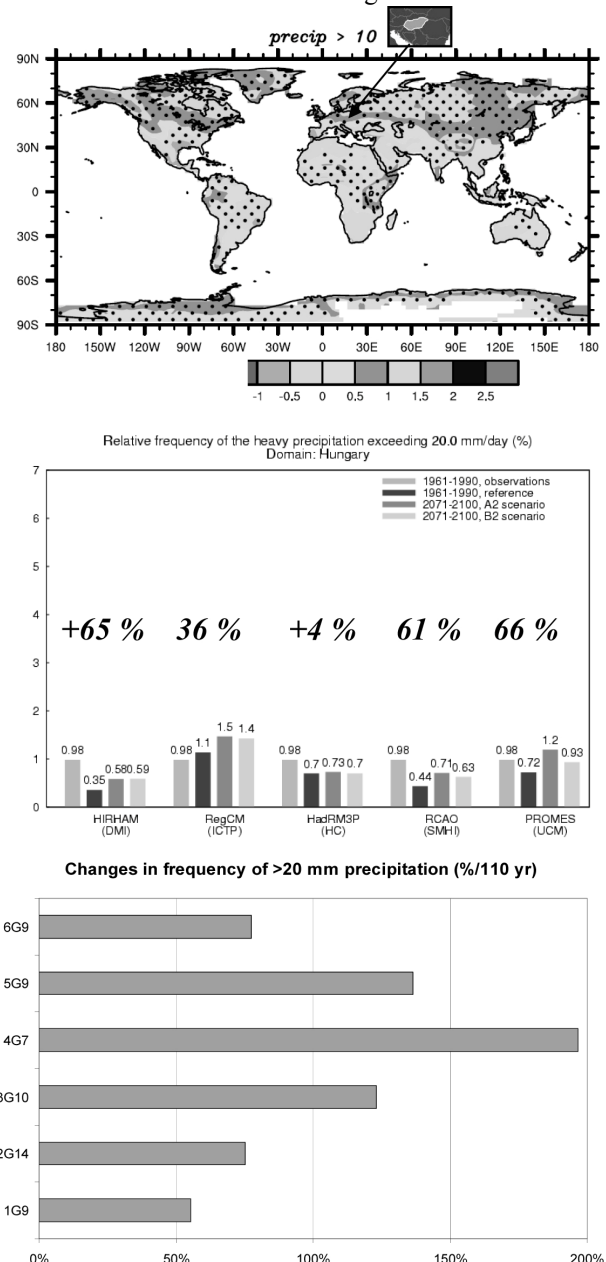 precip > 10
90N
60N
30N
0
30S
60S
90S
180 150W 120W 90W 60W 30W 0 30E 60E 90E 120E 150E 180
-1 -0.5 0 0.5 1 1.5 2 2.5
Relative frequency of the heavy precipitation exceeding 20.0 mm/day (%)
Domain: Hungary
7
1961-1990, observations
1961-1990, reference
2071-2100, A2 scenario
2071-2100, B2 scenario
6
5
4
+65 % 36 % +4 % 61 % 66 %
3
2
1
0
0.98 0.35 0.58 0.59 0.98 1.1 1.5 1.4 0.98 0.7 0.73 0.7 0.98 0.44 0.71 0.63 0.98 0.72 1.2 0.93
HIRHAM RegCM HadRM3P RCAO PROMES
(DMI) (ICTP) (HC) (SMHI) (UCM)
Changes in frequency of >20 mm precipitation (%/110 yr)
6G9
5G9
4G7
3G10
2G14
1G9
0% 50% 100% 150% 200%